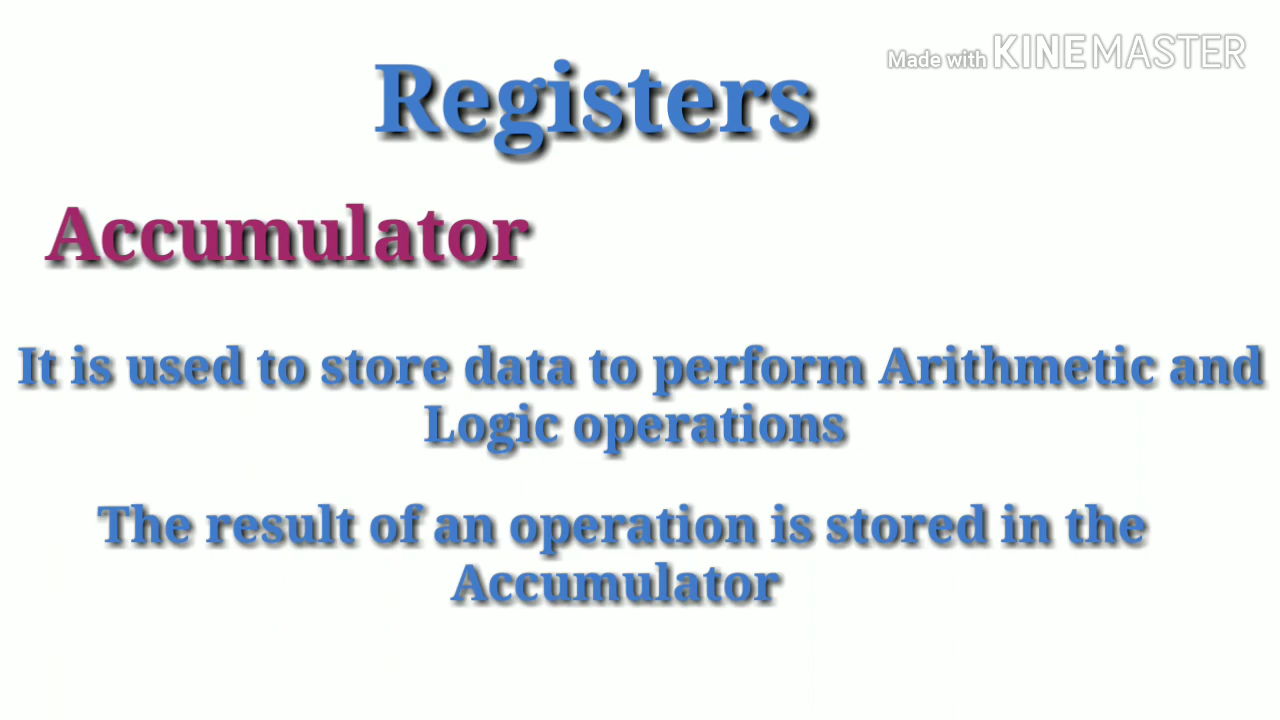 Made with KINEMASTER
Registers
Accumulator
It is used to store data to perform Arithmetic and
Logic operations
The result of an operation is stored in the
Accumulator